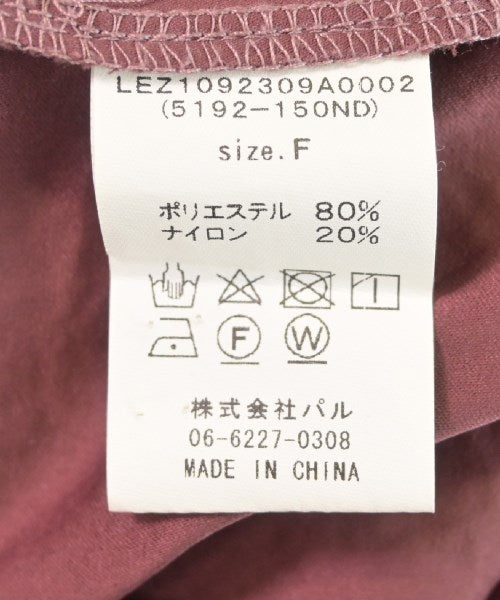 LEZ1092309A0002
(5192-150ND)
size.F
ポリエステル 80%
ナイロン 20%
F W
株式会社パル
06-6227-0308
MADE IN CHINA